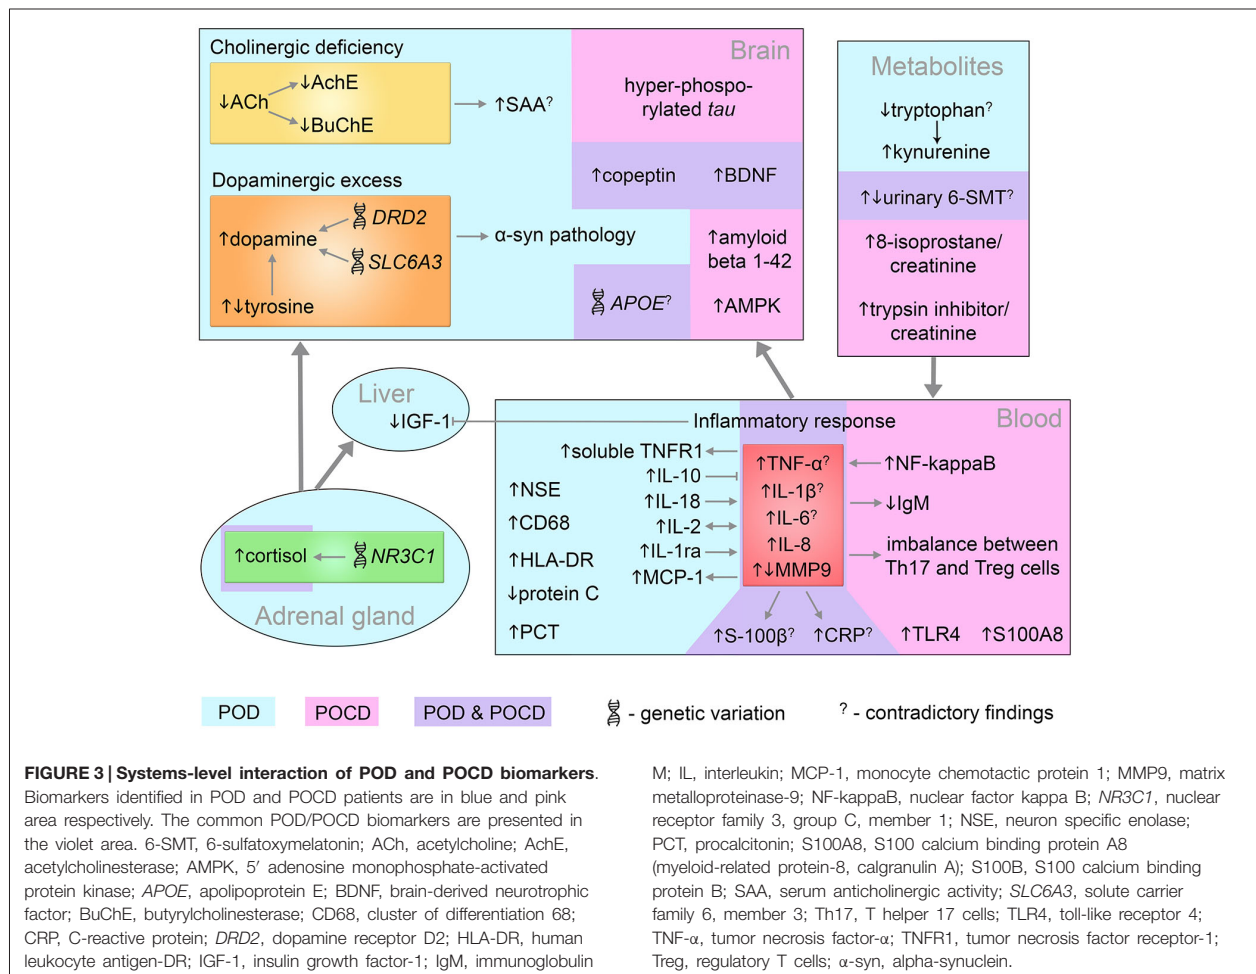 Brain
Cholinergic deficiency
↓AchE
↓ACh
↓BuChE
↑SAA?
hyper-phospo-
rylated tau
↑copeptin ↑BDNF
Dopaminergic excess
DRD2
↑dopamine
SLC6A3
↑↓tyrosine
α-syn pathology
↑amyloid
beta 1-42
APOE?
↑AMPK
Metabolites
↓tryptophan?
↑kynurenine
↑↓urinary 6-SMT?
↑8-isoprostane/
creatinine
↑trypsin inhibitor/
creatinine
Liver
↓IGF-1
↑cortisol
NR3C1
Adrenal gland
Blood
Inflammatory response
↑NSE
↑CD68
↑HLA-DR
↓protein C
↑PCT
↑soluble TNFR1
↑IL-10
↑IL-18
↑IL-2
↑IL-1ra
↑MCP-1
↑TNF-α?
↑IL-1β?
↑IL-6?
↑IL-8
↑↓MMP9
↑NF-kappaB
↓IgM
imbalance between
Th17 and Treg cells
↑S-100β?
↑CRP?
↑TLR4
↑S100A8
POD
POCD
POD & POCD
- genetic variation
? - contradictory findings
FIGURE 3 | Systems-level interaction of POD and POCD biomarkers.
Biomarkers identified in POD and POCD patients are in blue and pink
area respectively. The common POD/POCD biomarkers are presented in
the violet area. 6-SMT, 6-sulfatoxymelatonin; ACh, acetylcholine; AchE,
acetylcholinesterase; AMPK, 5′ adenosine monophosphate-activated
protein kinase; APOE, apolipoprotein E; BDNF, brain-derived neurotrophic
factor; BuChE, butyrylcholinesterase; CD68, cluster of differentiation 68;
CRP, C-reactive protein; DRD2, dopamine receptor D2; HLA-DR, human
leukocyte antigen-DR; IGF-1, insulin growth factor-1; IgM, immunoglobulin
M; IL, interleukin; MCP-1, monocyte chemotactic protein 1; MMP9, matrix
metalloproteinase-9; NF-kappaB, nuclear factor kappa B; NR3C1, nuclear
receptor family 3, group C, member 1; NSE, neuron specific enolase;
PCT, procalcitonin; S100A8, S100 calcium binding protein A8
(myeloid-related protein-8, calgranulin A); S100B, S100 calcium binding
protein B; SAA, serum anticholinergic activity; SLC6A3, solute carrier
family 6, member 3; Th17, T helper 17 cells; TLR4, toll-like receptor 4;
TNF-α, tumor necrosis factor-α; TNFR1, tumor necrosis factor receptor-1;
Treg, regulatory T cells; α-syn, alpha-synuclein.